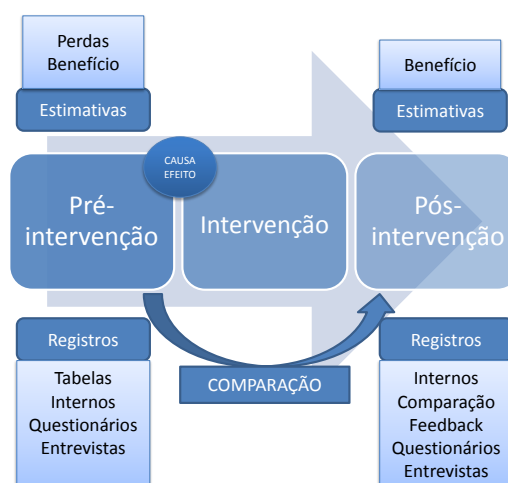 Perdas
Benefício
Estimativas
Benefício
Estimativas
CAUSA
EFEITO
Pré-
intervenção
Intervenção
Pós-
intervenção
Registros
Tabelas
Internos
Questionários
Entrevistas
COMPARAÇÃO
Registros
Internos
Comparação
Feedback
Questionários
Entrevistas